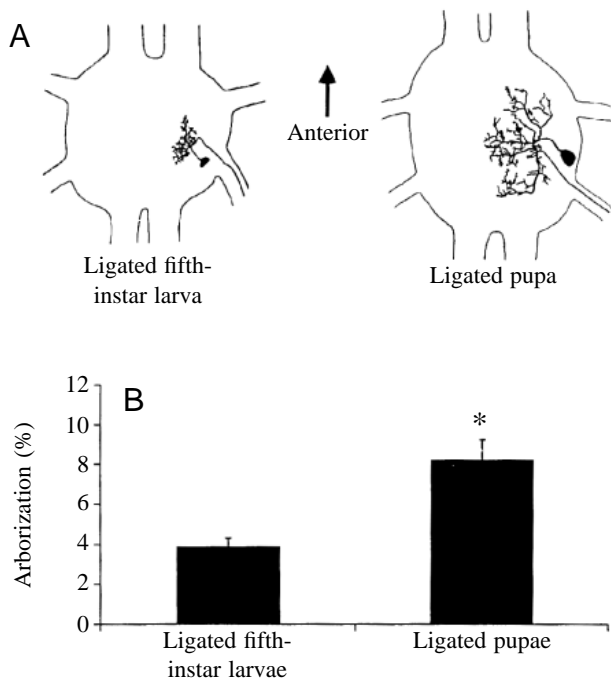 A
Anterior
Ligated fifth-
instar larva
Ligated pupa
B
Arborization (%)
12
10
8
6
4
2
0
*
Ligated fifth-
instar larvae
Ligated pupae